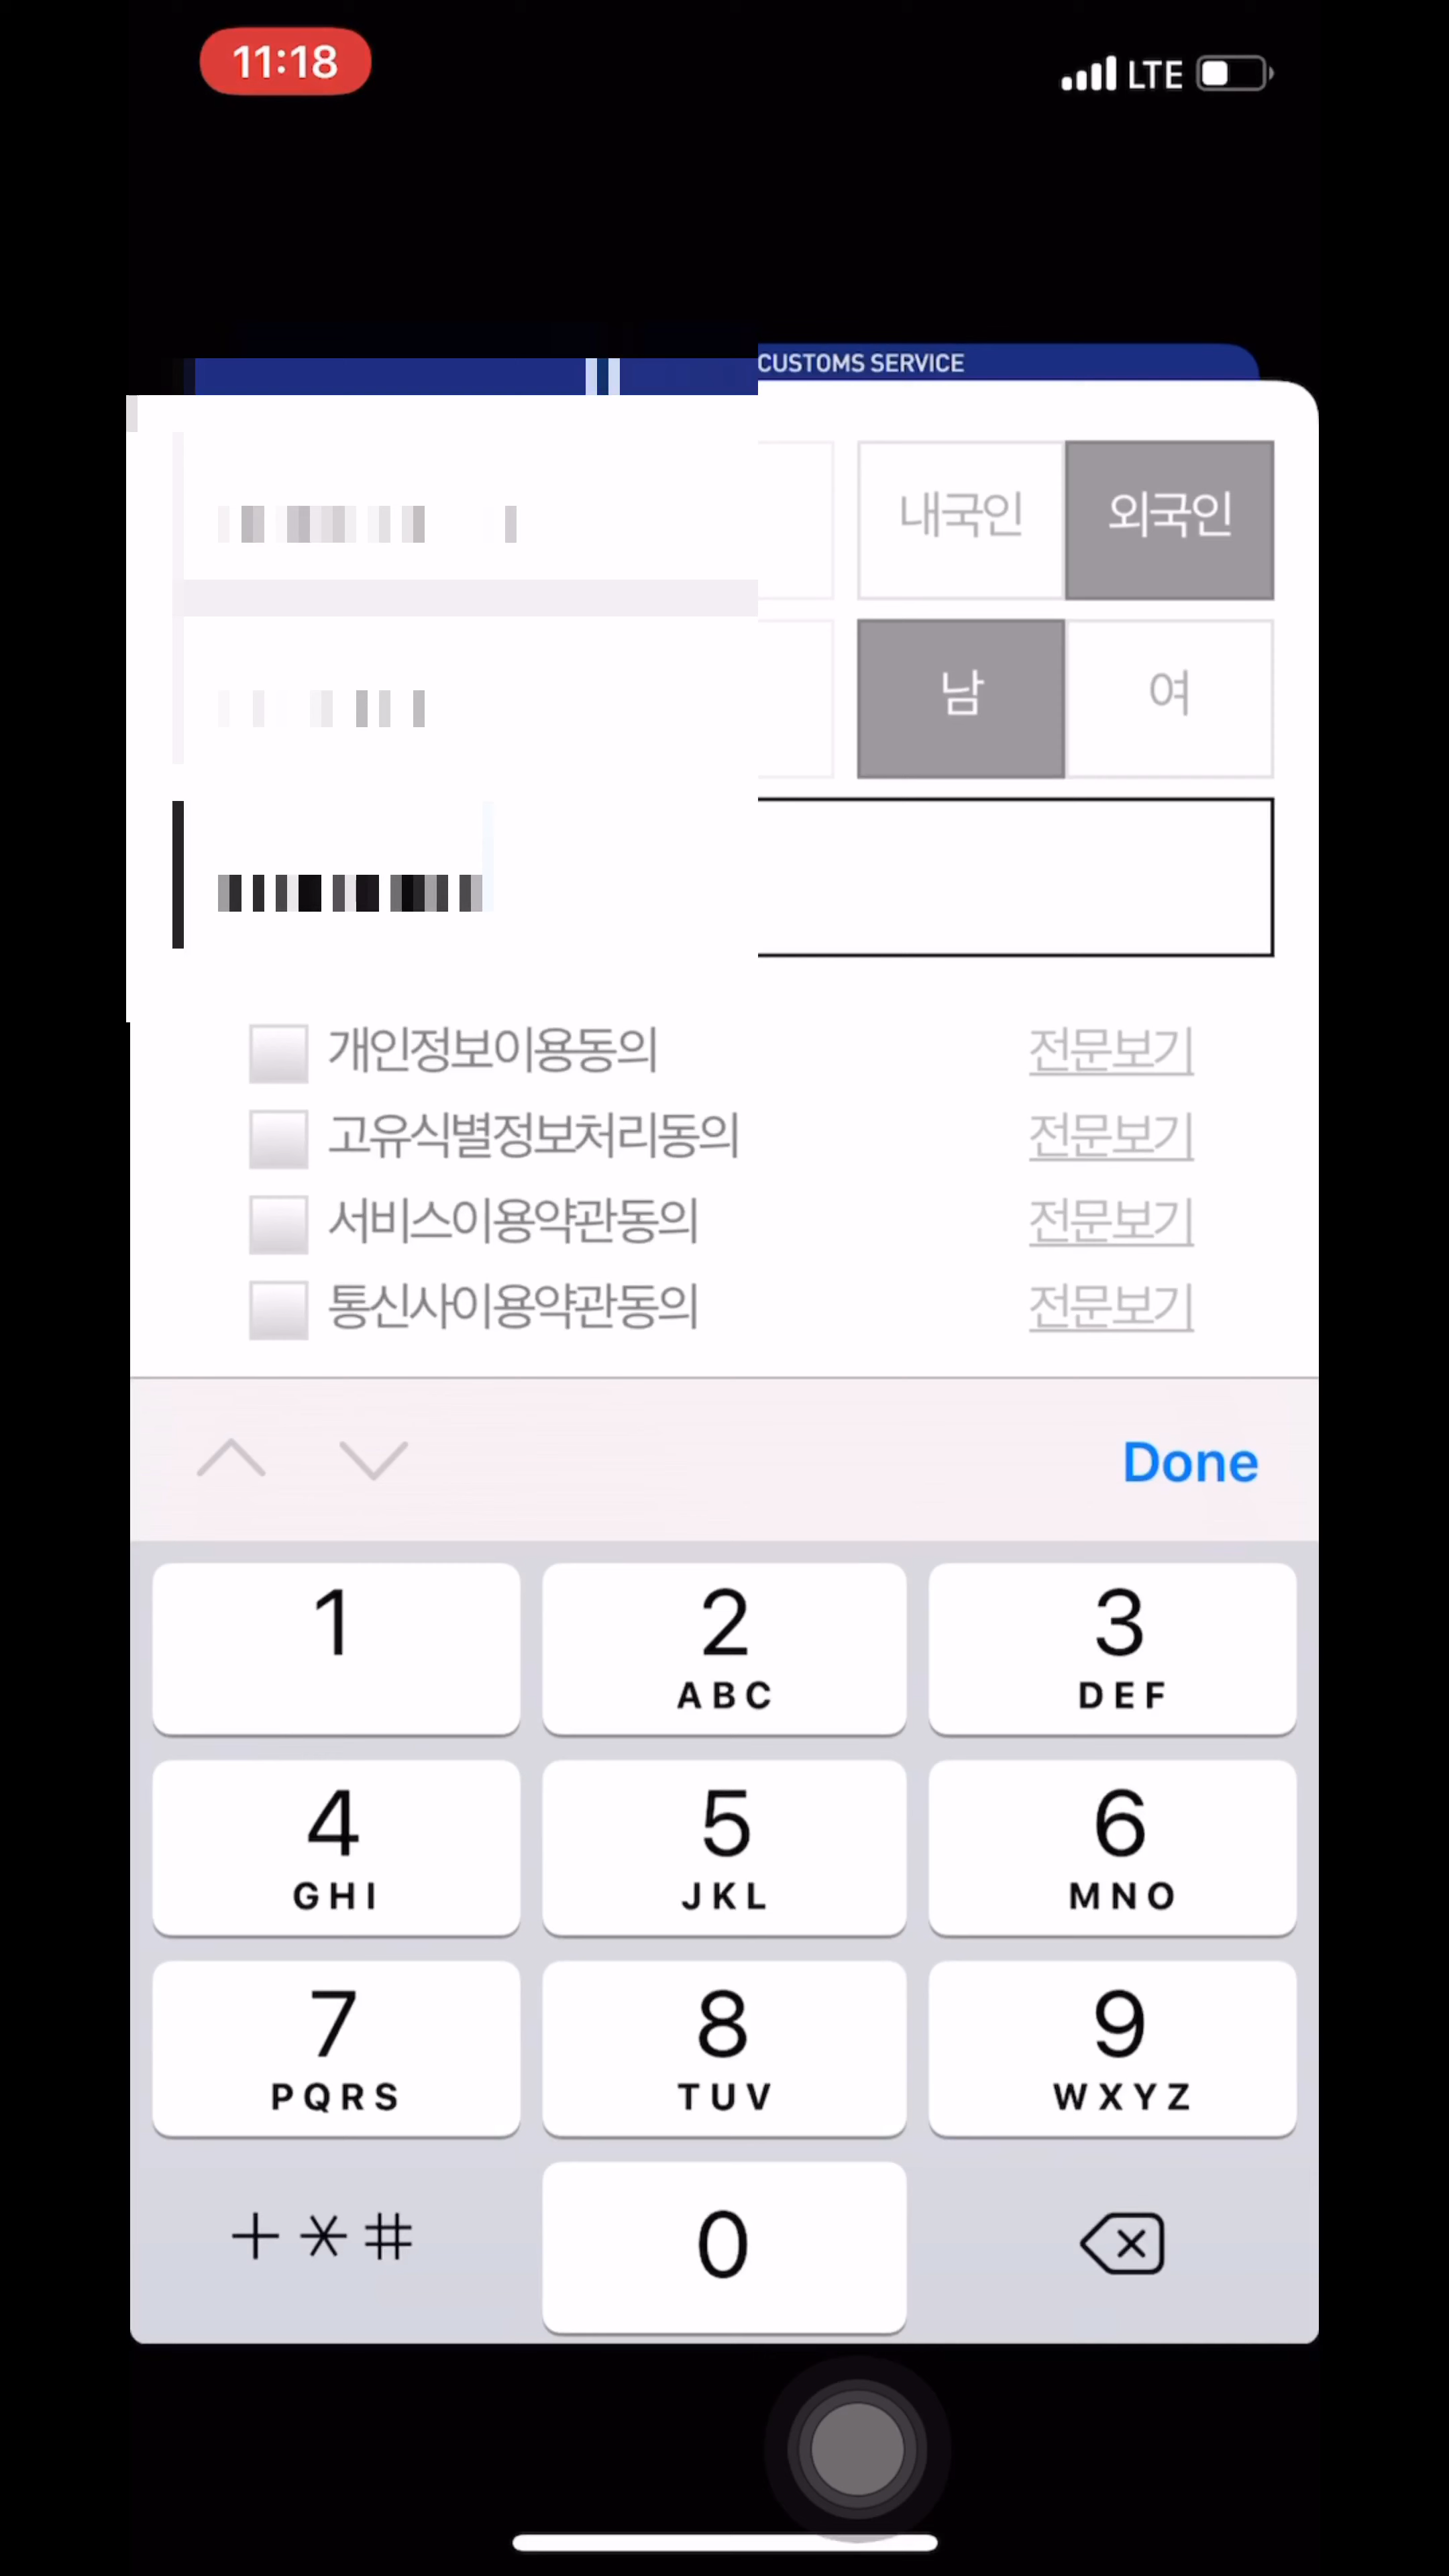 11:18 LTE
CUSTOMS SERVICE
내국인 외국인
남 여
개인정보이용동의 전문보기
고유식별정보처리동의 전문보기
서비스이용약관동의 전문보기
통신사이용약관동의 전문보기
Done
1 2 3
ABC DEF
4 5 6
GHI JKL MNO
7 8 9
PQRS TUV WXYZ
+*# 0